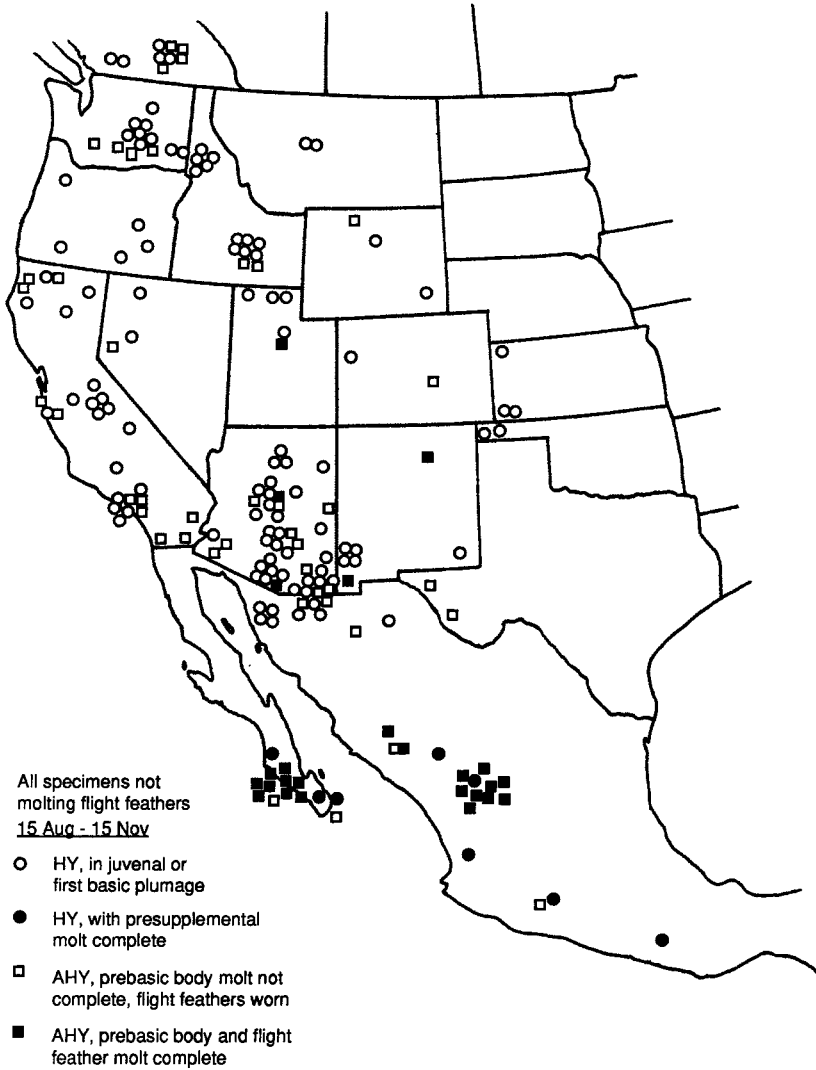 All specimens not
molting flight feathers
15 Aug - 15 Nov
HY, in juvenal or
first basic plumage
HY, with presupplemental
molt complete
AHY, prebasic body molt not
complete, flight feathers worn
AHY, prebasic body and flight
feather molt complete